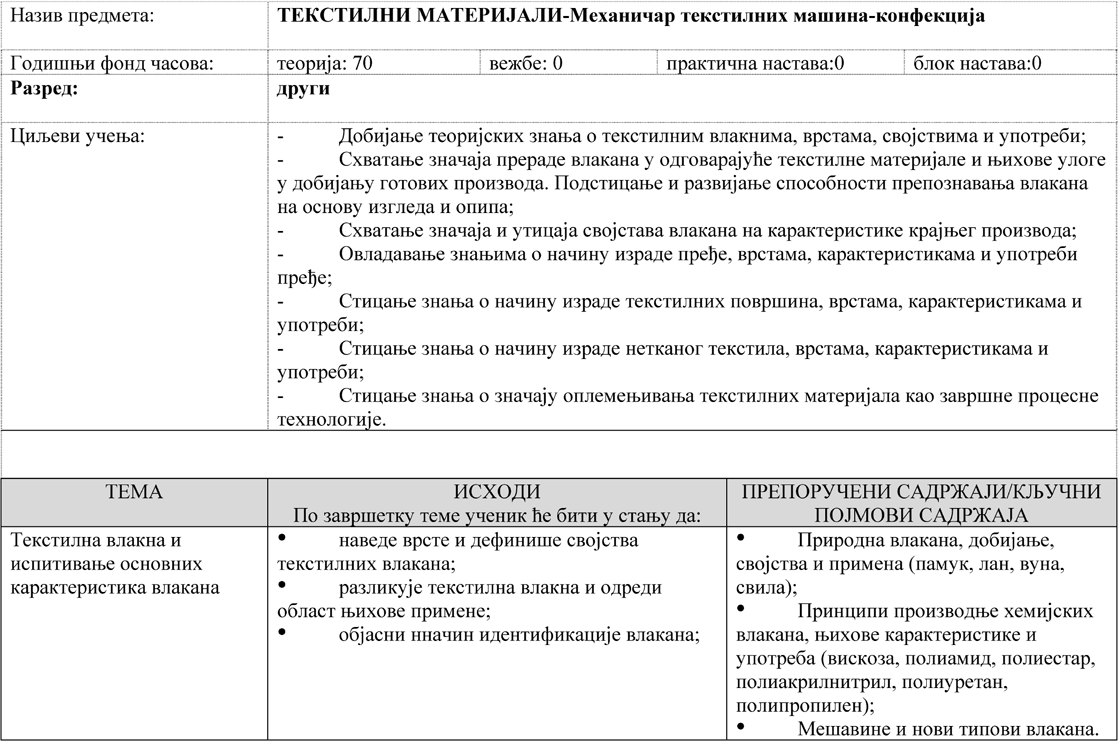 Назив предмета: ТЕКСТИЛНИ МАТЕРИЈАЛИ-Механичар текстилних машина-конфекција
Годишњи фонд часова: теорија: 70 вежбе: 0 практична настава:0 блок настава:0
Разред: други
Циљеви учења:
- Добијање теоријских знања о текстилним влакнима, врстама, својствима и употреби;
- Схватање значаја прераде влакана у одговарајуће текстилне материјале и њихове улоге
у добијању готових производа. Подстицање и развијање способности препознавања влакана
на основу изгледа и опипа;
- Схватање значаја и утицаја својстава влакана на карактеристике крајњег производа;
- Овладавање знањима о начину израде пређе, врстама, карактеристикама и употреби
пређе;
- Стицање знања о начину израде текстилних површина, врстама, карактеристикама и
употреби;
- Стицање знања о начину израде нетканог текстила, врстама, карактеристикама и
употреби;
- Стицање знања о значају оплемењивања текстилних материјала као завршне процесне
технологије.
ТЕМА
ИСХОДИ
По завршетку теме ученик ће бити у стању да:
ПРЕПОРУЧЕНИ САДРЖАЈИ/КЉУЧНИ
ПОЈМОВИ САДРЖАЈА
Текстилна влакна и
испитивање основних
карактеристика влакана
• наведе врсте и дефинише својства
текстилних влакана;
• разликује текстилна влакна и одреди
област њихове примене;
• објасни нначин идентификације влакана;
• Природна влакана, добијање,
својства и примена (памук, лан, вуна,
свила);
• Принципи производње хемијских
влакана, њихове карактеристике и
употреба (вискоза, полиамид, полиестар,
полиакрилнитрил, полиуретан,
полипропилен);
• Мешавине и нови типови влакана.